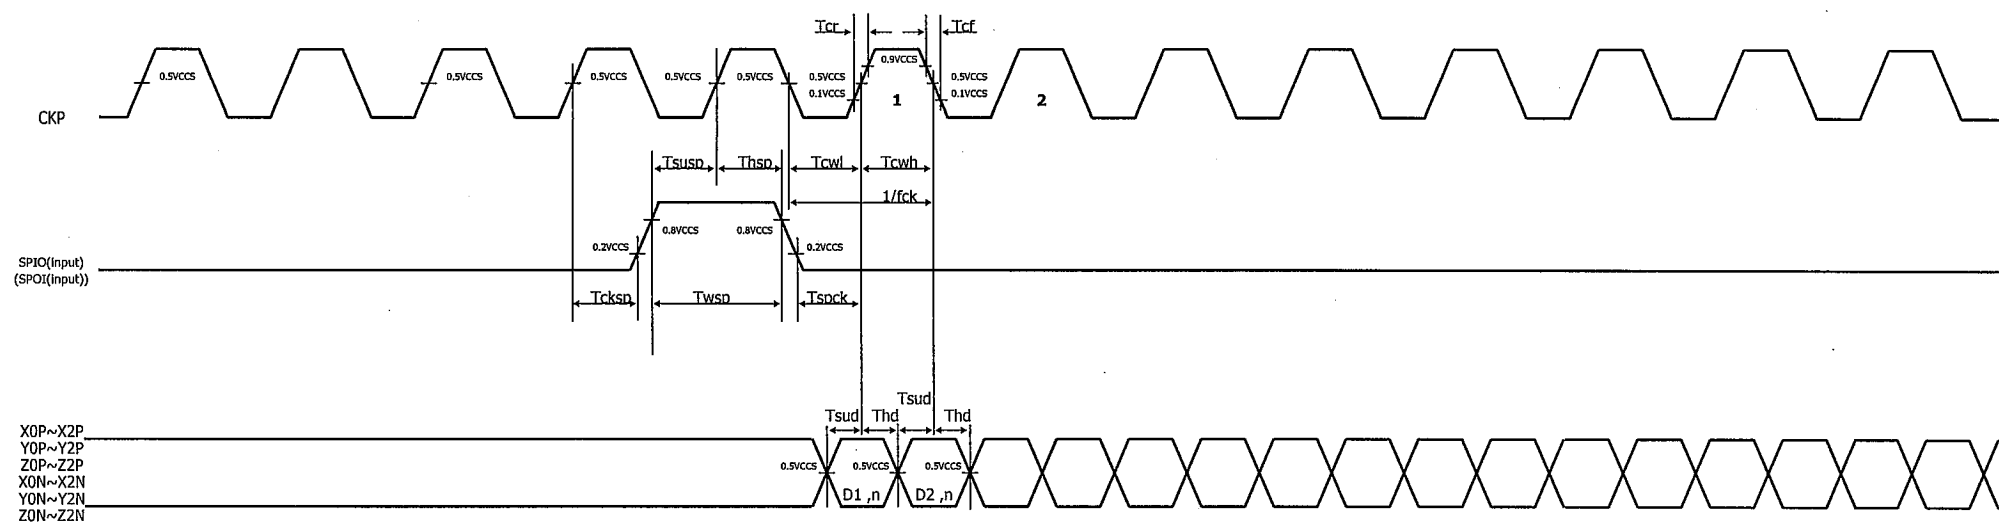 Tcr Tcf
0.5VCCS 0.5VCCS 0.5VCCS 0.5VCCS 0.5VCCS 0.5VCCS 0.9VCCS 0.5VCCS
0.1VCCS 0.1VCCS
1 2
CKP
Tsusp Thsp Tcwl Tcwh
1/fck
0.8VCCS 0.8VCCS
0.2VCCS 0.2VCCS
SPIO(input)
(SPOI(input))
Tcksp Twsp Tspck
Tsud
Tsud Thd Thd
X0P~X2P
Y0P~Y2P
Z0P~Z2P 0.5VCCS 0.5VCCS 0.5VCCS
X0N~X2N
Y0N~Y2N D1 ,n D2 ,n
Z0N~Z2N